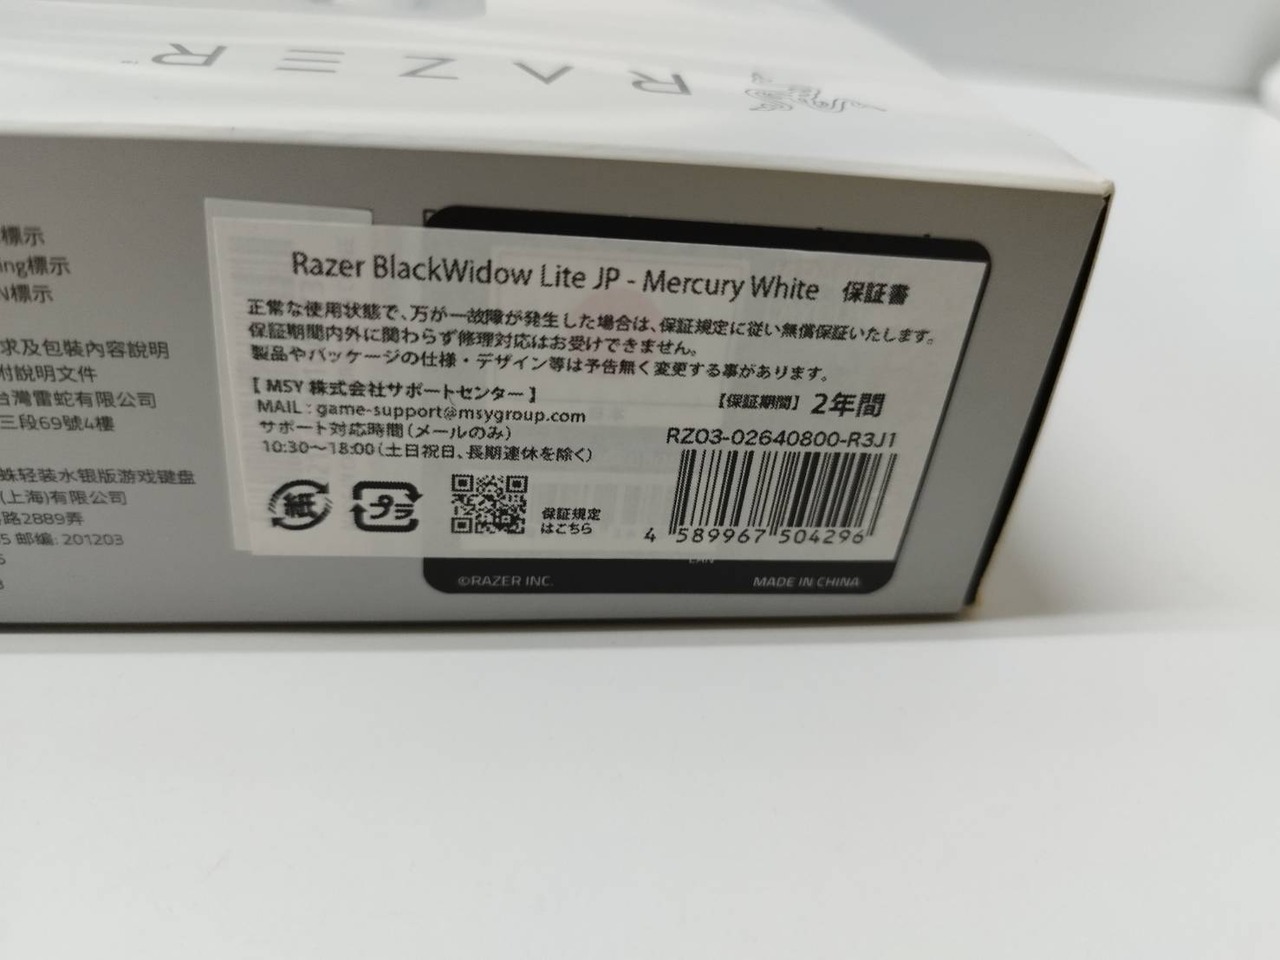 RAZER
標示
ing標示
N標示
求及包裝內容說明
附說明文件
台灣雷蛇有限公司
三段69號4樓
蛛轻装水银版游戏键盘
(上海)有限公司
路2889弄
5 邮编: 201203
Razer BlackWidow Lite JP - Mercury White 保証書
正常な使用状態で、万が一故障が発生した場合は、保証規定に従い無償保証いたします。
保証期間内外に関わらず修理対応はお受けできません。
製品やパッケージの仕様・デザイン等は予告無く変更する事があります。
【 MSY 株式会社サポートセンター 】
MAIL : game-support@msygroup.com
サポート対応時間(メールのみ)
10:30〜18:00(土日祝日、長期連休を除く)
【保証期間】 2年間
RZ03-02640800-R3J1
紙
プラ
保証規定
はこちら
4 589967 504296
©RAZER INC.
MADE IN CHINA